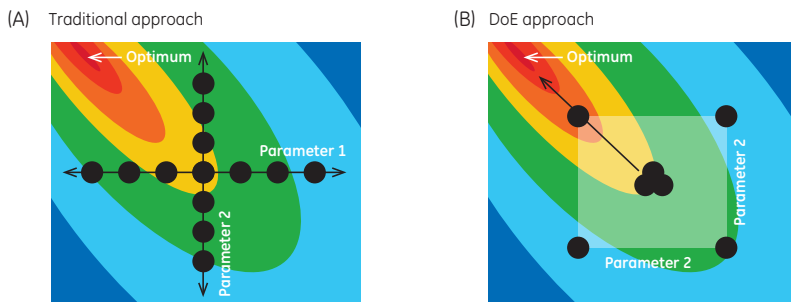 (A) Traditional approach
Optimum
Parameter 1
Parameter 2
(B) DoE approach
Optimum
Parameter 2
Parameter 2